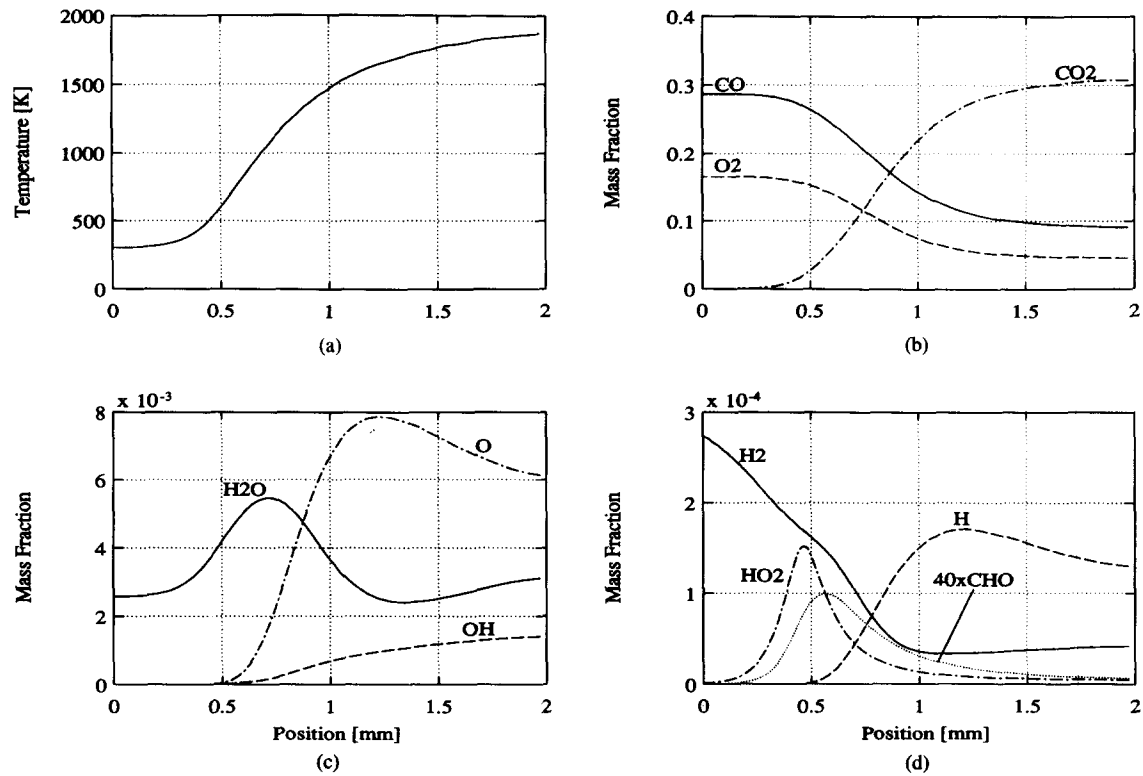 2000
1500
1000
500
0
Temperature [K]
0 0.5 1 1.5 2
(a)
0.4
0.3
0.2
0.1
0
Mass Fraction
CO
CO2
O2
0 0.5 1 1.5 2
(b)
x 10⁻³
8
6
4
2
0
Mass Fraction
O
H2O
OH
0 0.5 1 1.5 2
Position [mm]
(c)
x 10⁻⁴
3
2
1
0
Mass Fraction
H2
H
HO2
40xCHO
0 0.5 1 1.5 2
Position [mm]
(d)